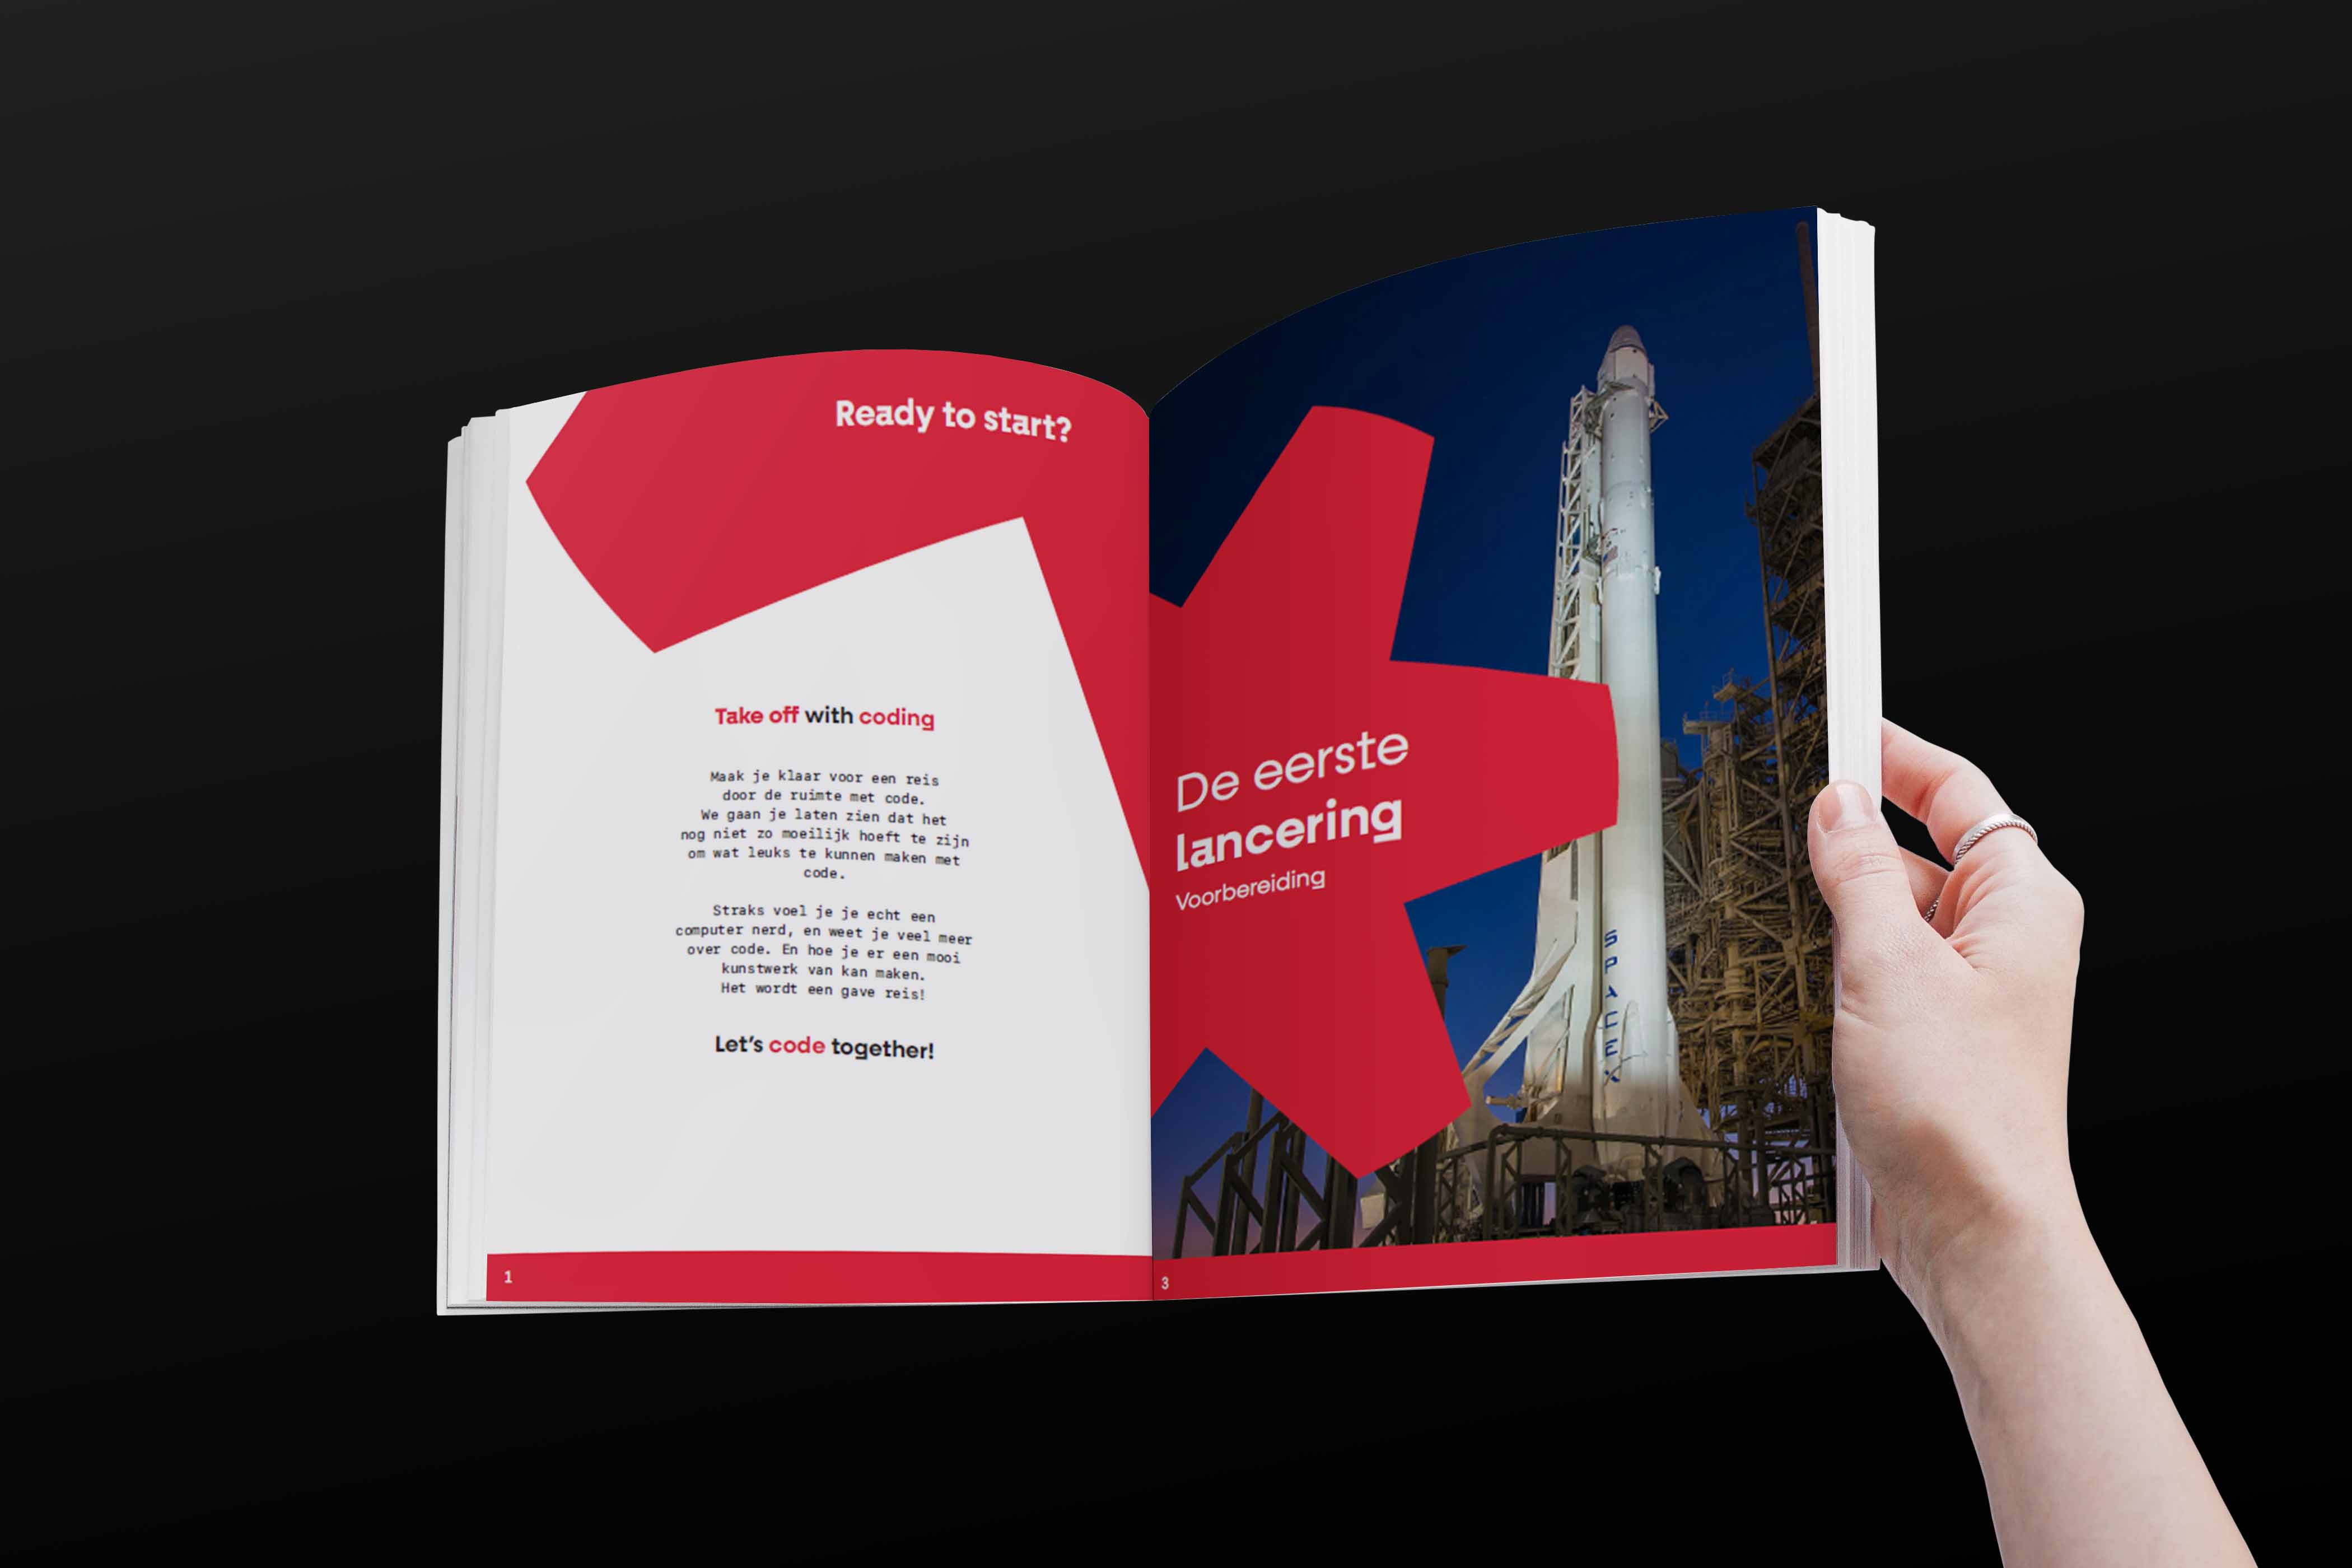 Ready to start?
Take off with coding
Maak je klaar voor een reis
door de ruimte met code.
We gaan je laten zien dat het
nog niet zo moeilijk hoeft te zijn
om wat leuks te kunnen maken met
code.
Straks voel je je echt een
computer nerd, en weet je veel meer
over code. En hoe je er een mooi
kunstwerk van kan maken.
Het wordt een gave reis!
Let's code together!
1
De eerste
lancering
Voorbereiding
SPACEX
3